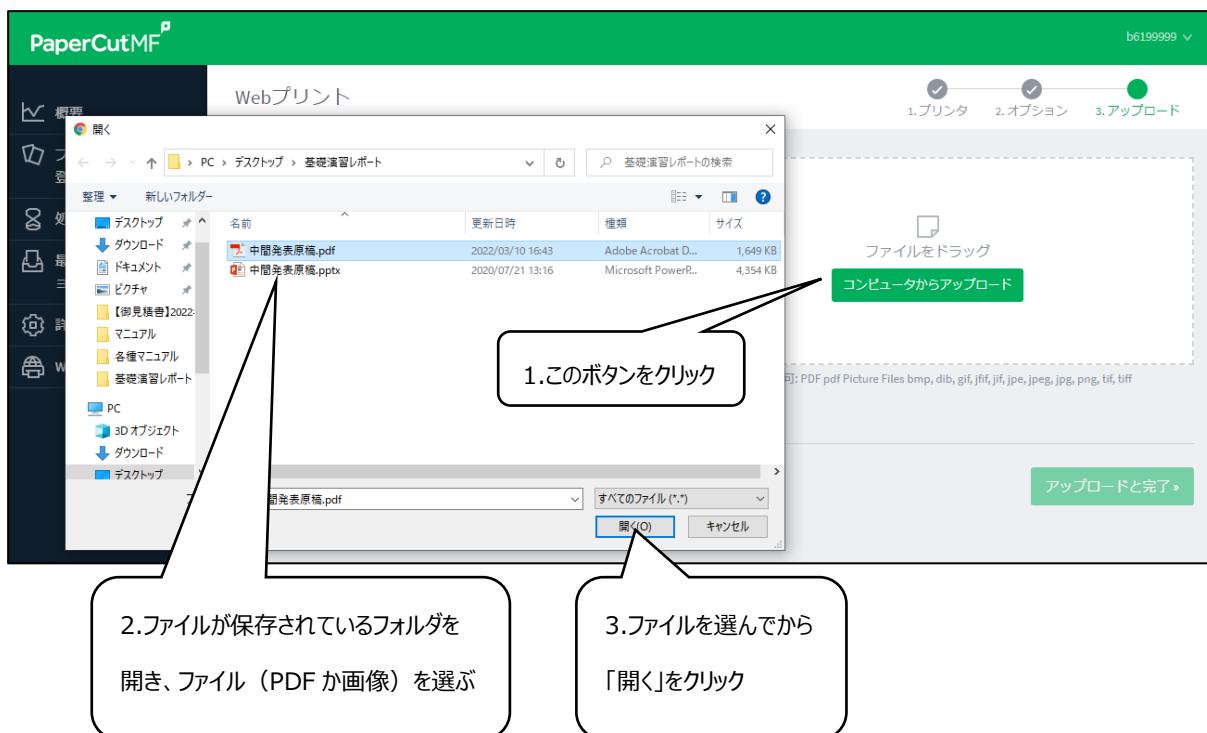 PaperCut MF
b6199999
概要
Webプリント
1.プリンタ
2.オプション
3.アップロード
開く
PC › デスクトップ › 基礎演習レポート
基礎演習レポートの検索
整理
新しいフォルダー
デスクトップ
ダウンロード
ドキュメント
ピクチャ
【御見積書】2022
マニュアル
各種マニュアル
基礎演習レポート
PC
3D オブジェクト
ダウンロード
デスクトップ
名前 更新日時 種類 サイズ
中間発表原稿.pdf 2022/03/10 16:43 Adobe Acrobat D... 1,649 KB
中間発表原稿.pptx 2020/07/21 13:16 Microsoft PowerP... 4,354 KB
ファイルをドラッグ
コンピュータからアップロード
1.このボタンをクリック
可: PDF pdf Picture Files bmp, dib, gif, jfif, jif, jpe, jpeg, jpg, png, tif, tiff
間発表原稿.pdf
すべてのファイル (*.*)
開く(O)
キャンセル
アップロードと完了 »
2.ファイルが保存されているフォルダを
開き、ファイル（PDF か画像）を選ぶ
3.ファイルを選んでから
「開く」をクリック